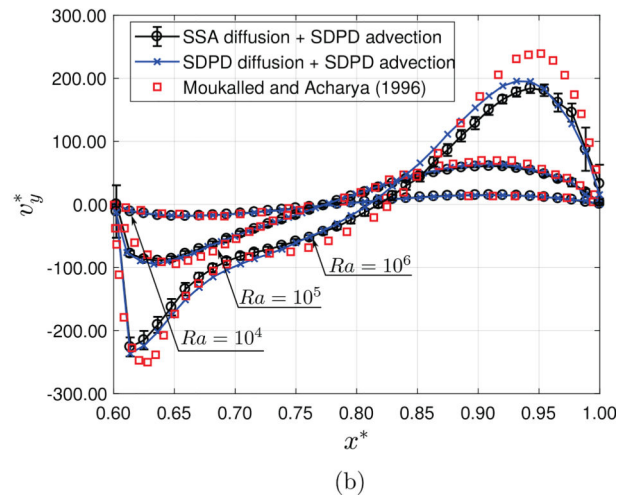 300.00
SSA diffusion + SDPD advection
SDPD diffusion + SDPD advection
Moukalled and Acharya (1996)
200.00
100.00
0.00
-100.00
-200.00
-300.00
v*y
Ra = 10^6
Ra = 10^5
Ra = 10^4
0.60 0.65 0.70 0.75 0.80 0.85 0.90 0.95 1.00
x*
(b)